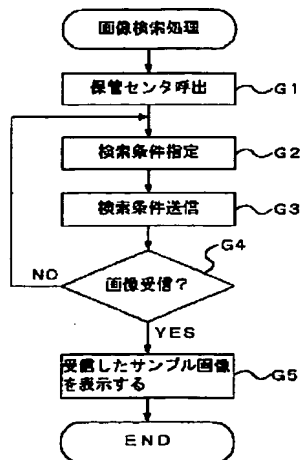 画像検索処理
保管センタ呼出
G1
検索条件指定
G2
検索条件送信
G3
G4
画像受信?
NO
YES
受信したサンプル画像
を表示する
G5
END